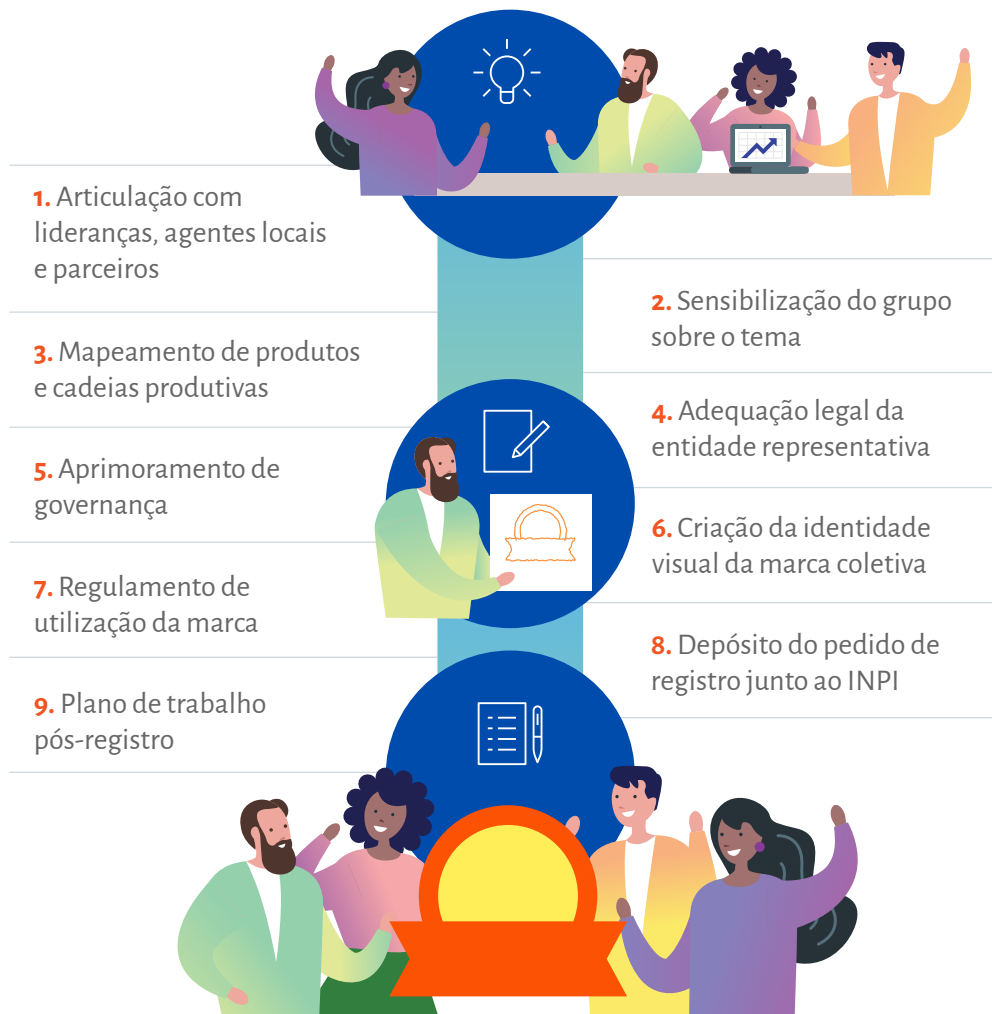 1. Articulação com
lideranças, agentes locais
e parceiros
2. Sensibilização do grupo
sobre o tema
3. Mapeamento de produtos
e cadeias produtivas
4. Adequação legal da
entidade representativa
5. Aprimoramento de
governança
6. Criação da identidade
visual da marca coletiva
7. Regulamento de
utilização da marca
8. Depósito do pedido de
registro junto ao INPI
9. Plano de trabalho
pós-registro